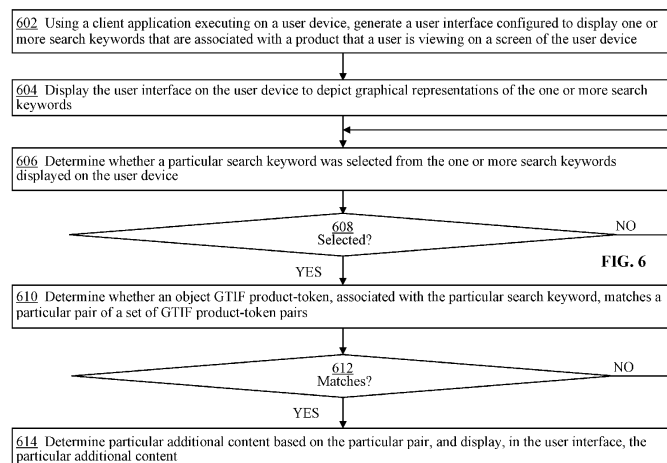 602 Using a client application executing on a user device, generate a user interface configured to display one or
more search keywords that are associated with a product that a user is viewing on a screen of the user device
604 Display the user interface on the user device to depict graphical representations of the one or more search
keywords
606 Determine whether a particular search keyword was selected from the one or more search keywords
displayed on the user device
608
Selected?
NO
YES
FIG. 6
610 Determine whether an object GTIF product-token, associated with the particular search keyword, matches a
particular pair of a set of GTIF product-token pairs
612
Matches?
NO
YES
614 Determine particular additional content based on the particular pair, and display, in the user interface, the
particular additional content